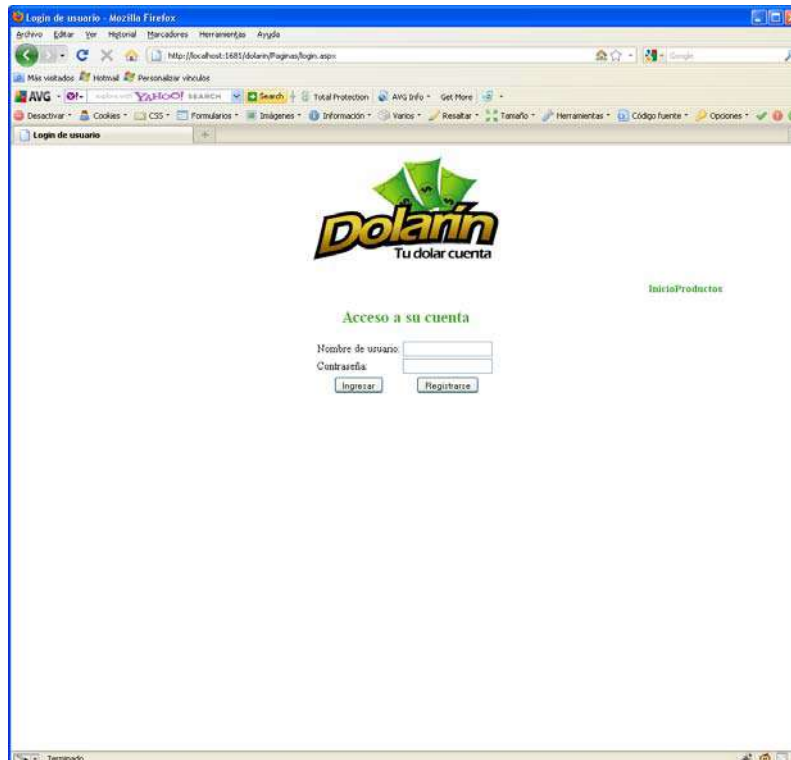 Login de usuario - Mozilla Firefox
Archivo Editar Ver Historial Marcadores Herramientas Ayuda
http://localhost:1681/dolarin/Paginas/login.aspx
Google
Más visitados Hotmail Personalizar vínculos
AVG YAHOO! SEARCH Search Total Protection AVG Info Get More
Desactivar Cookies CSS Formularios Imágenes Información Varios Resaltar Tamaño Herramientas Código fuente Opciones
Login de usuario
Dolarín
Tu dolar cuenta
InicioProductos
Acceso a su cuenta
Nombre de usuario:
Contraseña:
Ingresar Registrarse
Terminado